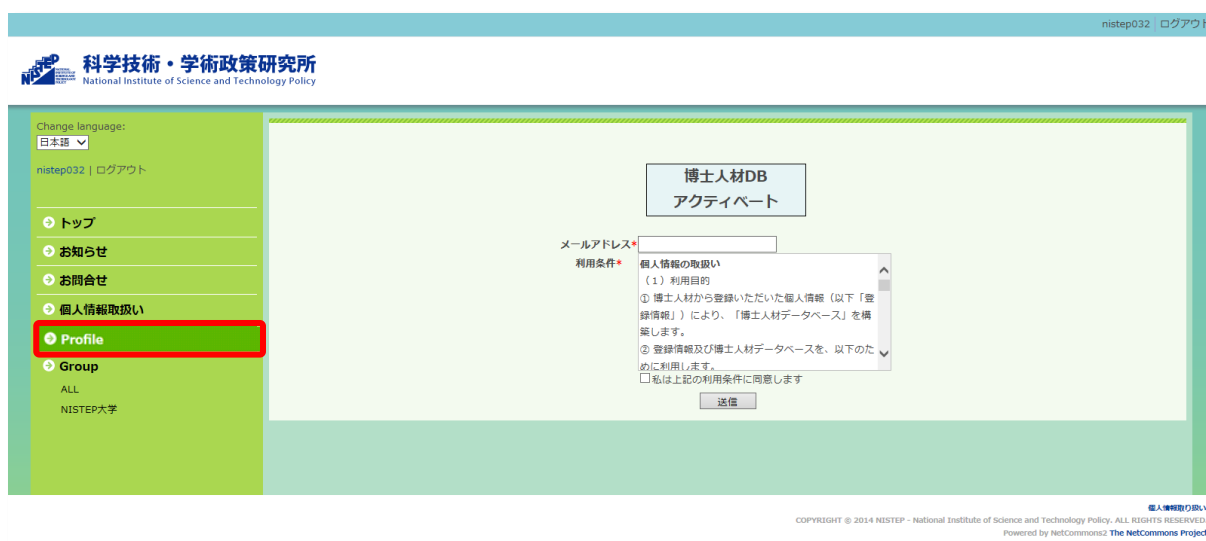 nistep032 ログアウト
NISTEP
科学技術・学術政策研究所
National Institute of Science and Technology Policy
Change language:
日本語
nistep032 | ログアウト
トップ
お知らせ
お問合せ
個人情報取扱い
Profile
Group
ALL
NISTEP大学
博士人材DB
アクティベート
メールアドレス*
利用条件*
個人情報の取扱い
（１）利用目的
① 博士人材から登録いただいた個人情報（以下「登
録情報」）により、「博士人材データベース」を構
築します。
② 登録情報及び博士人材データベースを、以下のた
めに利用します。
私は上記の利用条件に同意します
送信
個人情報取り扱い
COPYRIGHT © 2014 NISTEP - National Institute of Science and Technology Policy. ALL RIGHTS RESERVED.
Powered by NetCommons2 The NetCommons Project